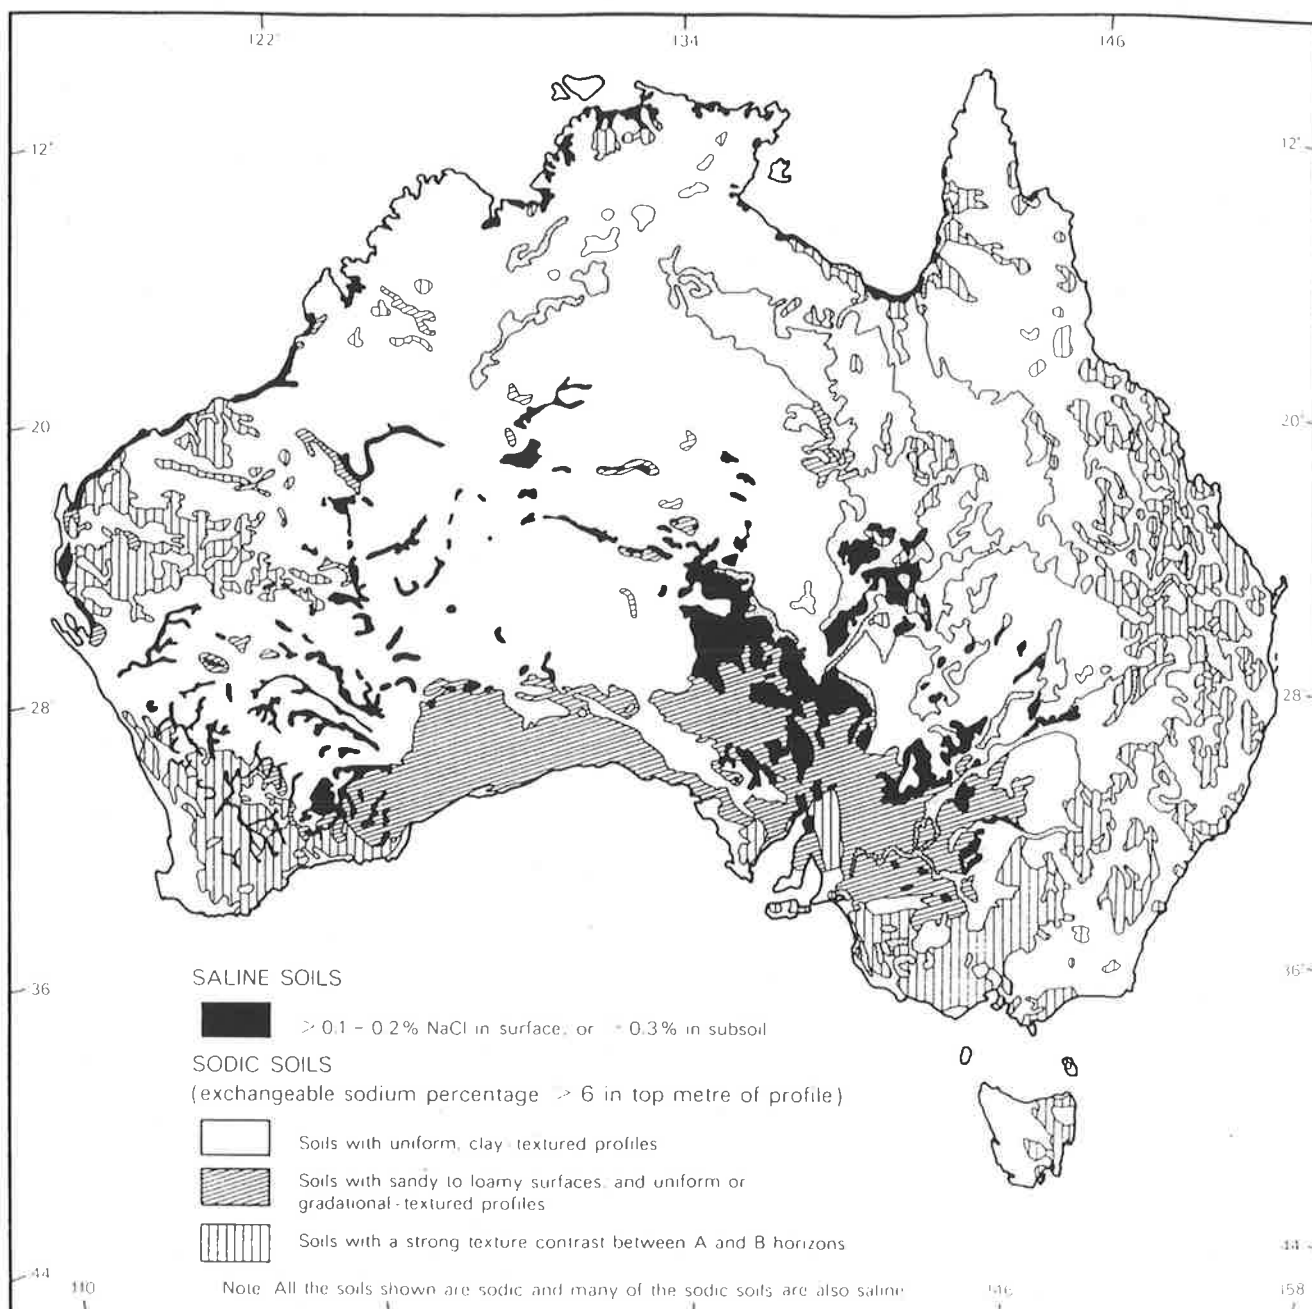 122° 134 146
12° 12°
20 20°
28 28°
36 36°
SALINE SOILS
> 0.1 – 0.2% NaCl in surface, or > 0.3% in subsoil
SODIC SOILS
(exchangeable sodium percentage > 6 in top metre of profile)
Soils with uniform, clay textured profiles
Soils with sandy to loamy surfaces, and uniform or
gradational-textured profiles
Soils with a strong texture contrast between A and B horizons
44 44
Note All the soils shown are sodic and many of the sodic soils are also saline
110 146 158